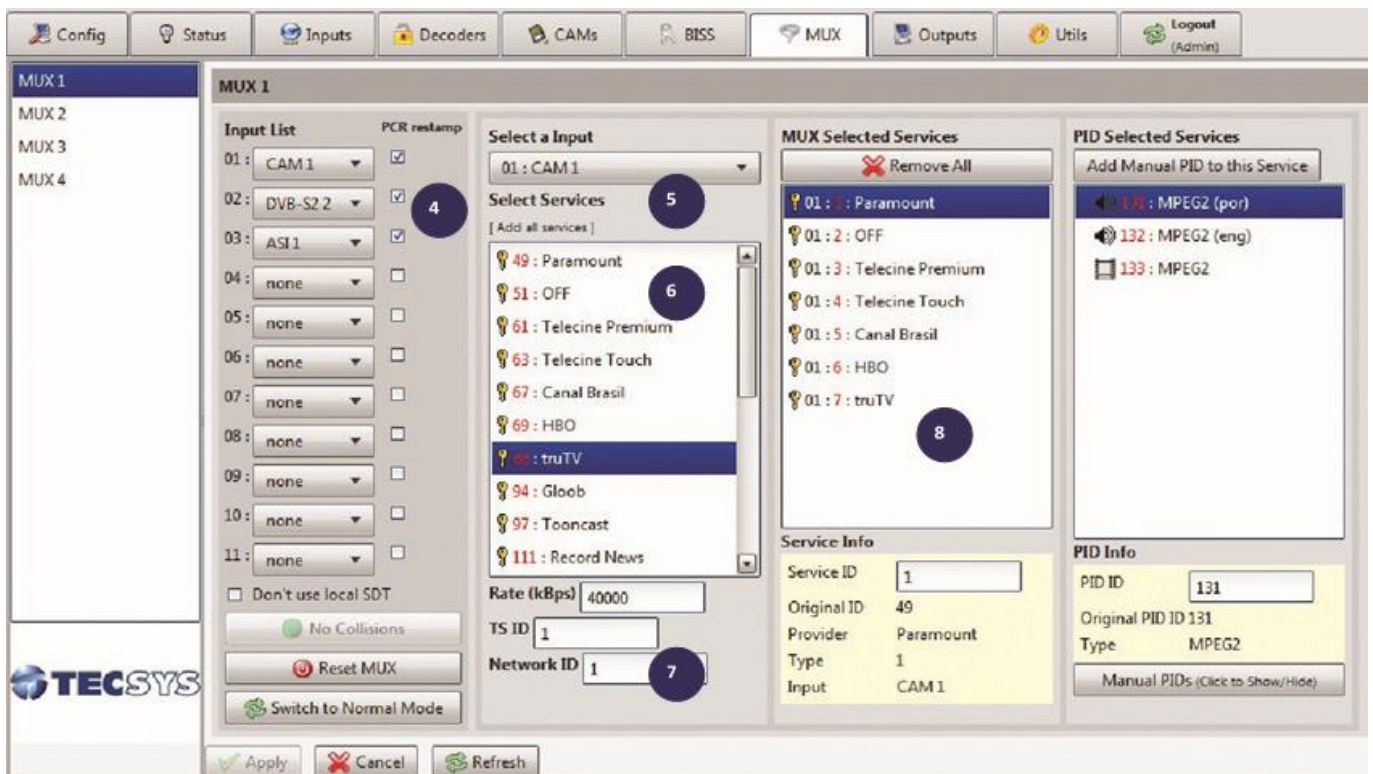 Config Status Inputs Decoders CAMs BISS MUX Outputs Utils Logout (Admin)
MUX 1
MUX 2
MUX 3
MUX 4
MUX 1
Input List PCR restamp
01 : CAM 1
02 : DVB-S2 2
03 : ASI 1
04 : none
05 : none
06 : none
07 : none
08 : none
09 : none
10 : none
11 : none
4
Don't use local SDT
No Collisions
Reset MUX
Switch to Normal Mode
Select a Input
01 : CAM 1
Select Services
5
[ Add all services ]
49 : Paramount
51 : OFF
6
61 : Telecine Premium
63 : Telecine Touch
67 : Canal Brasil
69 : HBO
: truTV
94 : Gloob
97 : Tooncast
111 : Record News
Rate (kBps) 40000
TS ID 1
Network ID 1
7
MUX Selected Services
Remove All
01 : : Paramount
01 : 2 : OFF
01 : 3 : Telecine Premium
01 : 4 : Telecine Touch
01 : 5 : Canal Brasil
01 : 6 : HBO
01 : 7 : truTV
8
Service Info
Service ID 1
Original ID 49
Provider Paramount
Type 1
Input CAM 1
PID Selected Services
Add Manual PID to this Service
131 : MPEG2 (por)
132 : MPEG2 (eng)
133 : MPEG2
PID Info
PID ID 131
Original PID ID 131
Type MPEG2
Manual PIDs (Click to Show/Hide)
TECSYS
Apply Cancel Refresh